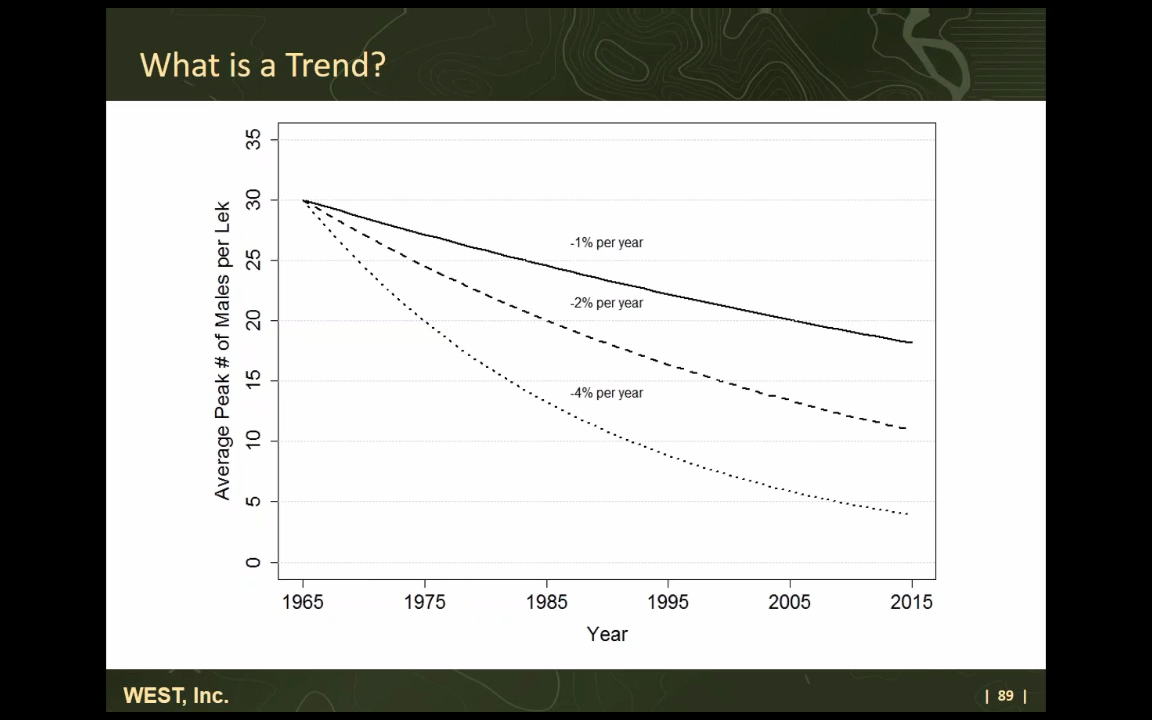 What is a Trend?
Average Peak # of Males per Lek
35
30
25
20
15
10
5
0
-1% per year
-2% per year
-4% per year
1965 1975 1985 1995 2005 2015
Year
WEST, Inc.
| 89 |